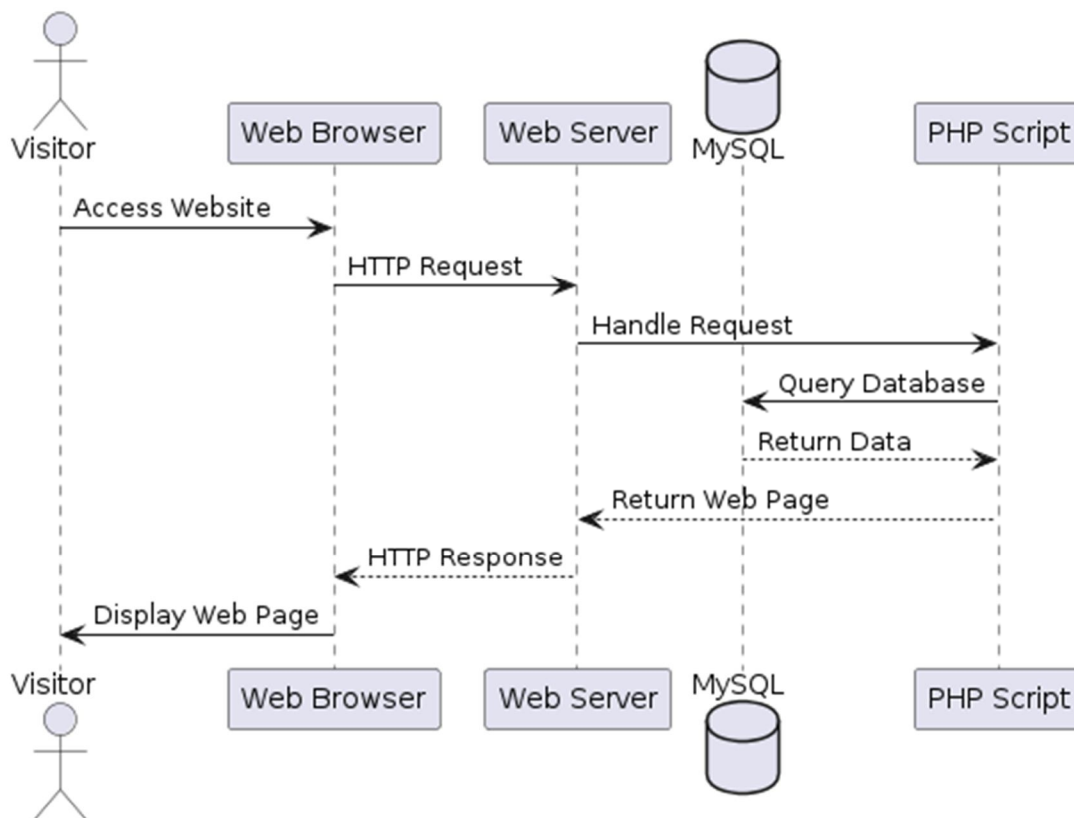 Visitor
Web Browser
Web Server
MySQL
PHP Script
Access Website
HTTP Request
Handle Request
Query Database
Return Data
Return Web Page
HTTP Response
Display Web Page
Visitor
Web Browser
Web Server
MySQL
PHP Script